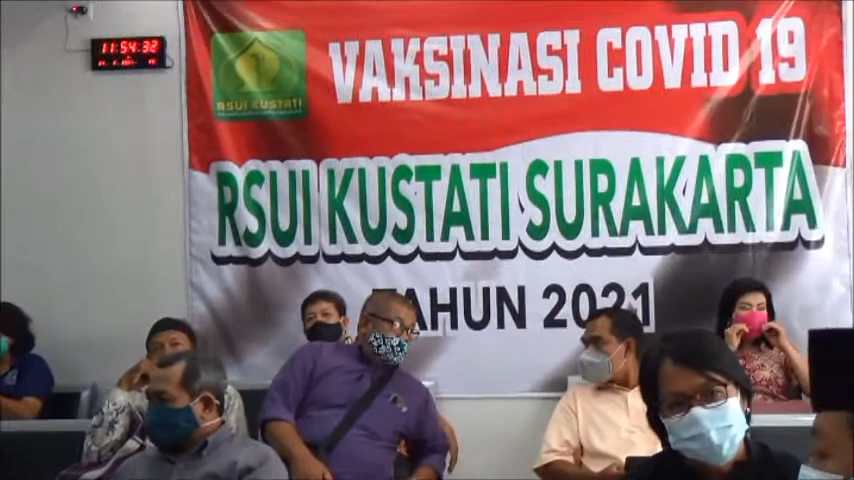 11:54:32
VAKSINASI COVID 19
RSUI KUSTATI
RSUI KUSTATI SURAKARTA
TAHUN 2021